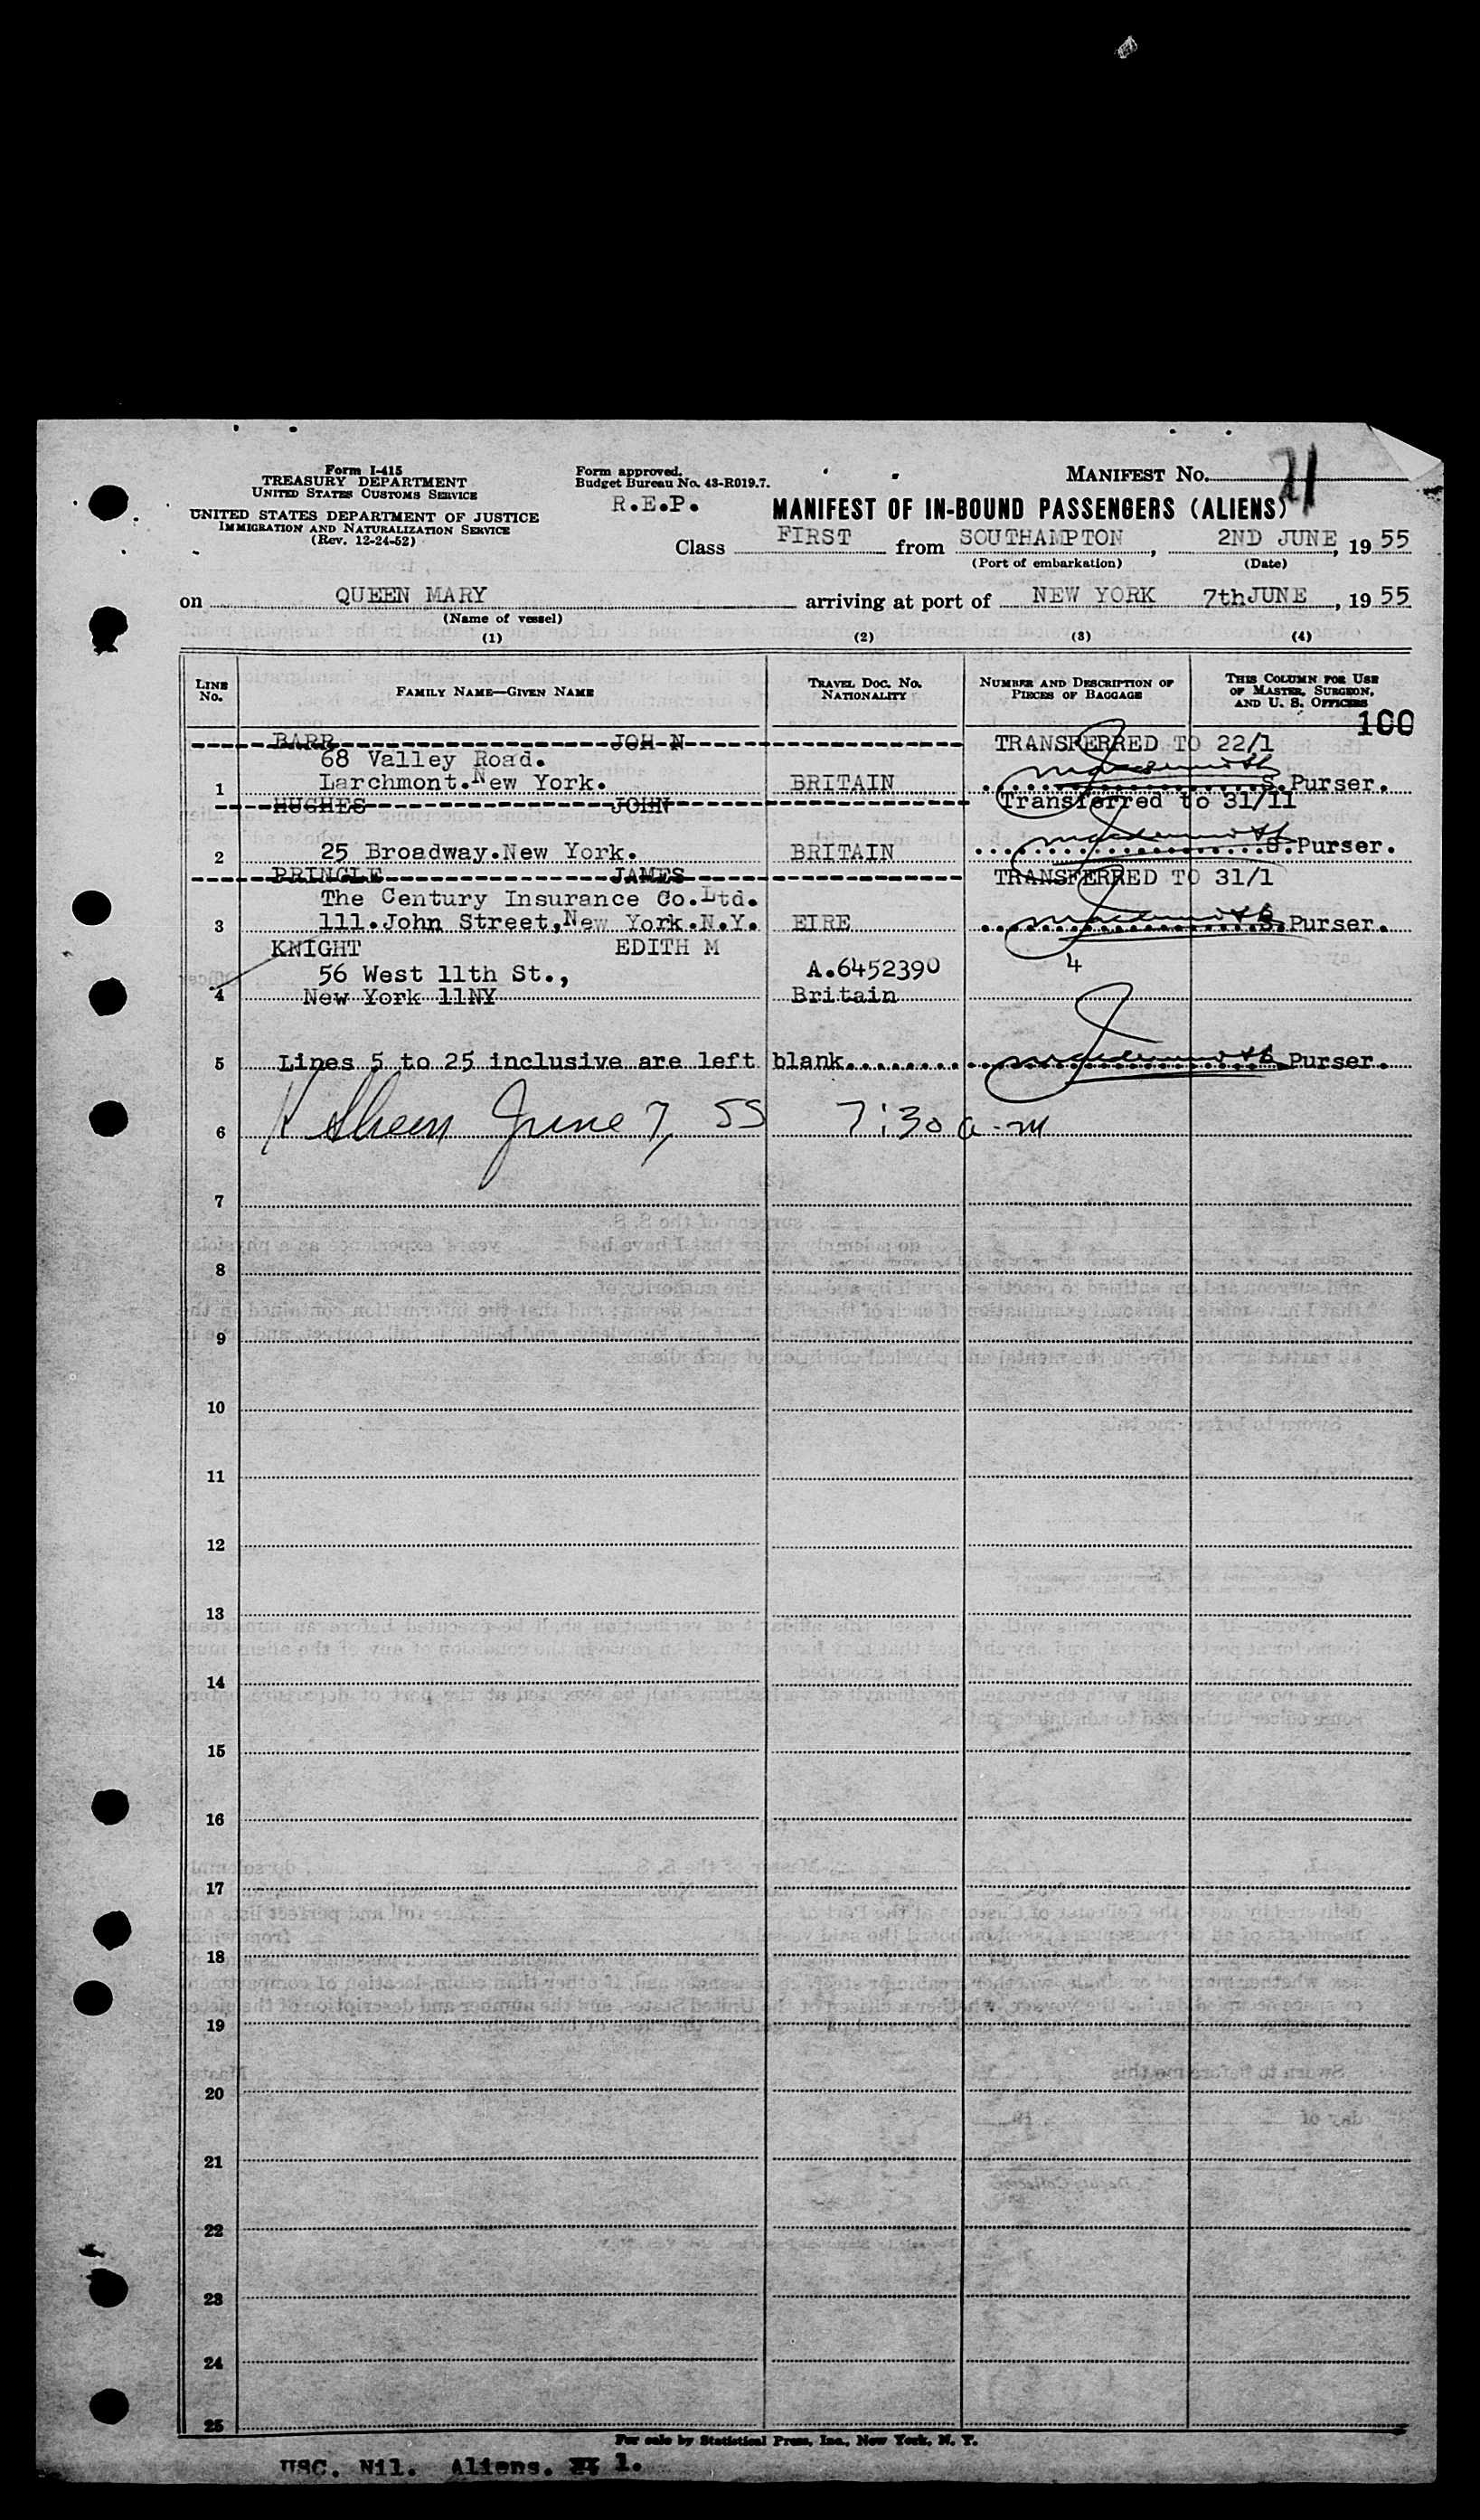 Form I-415
TREASURY DEPARTMENT
UNITED STATES CUSTOMS SERVICE
UNITED STATES DEPARTMENT OF JUSTICE
IMMIGRATION AND NATURALIZATION SERVICE
(Rev. 12-24-52)
Form approved.
Budget Bureau No. 43-R019.7.
R.E.P.
MANIFEST No. 71
MANIFEST OF IN-BOUND PASSENGERS (ALIENS)
Class FIRST from SOUTHAMPTON, 2ND JUNE, 1955
(Port of embarkation) (Date)
on QUEEN MARY arriving at port of NEW YORK 7thJUNE, 1955
(Name of vessel)
(1) (2) (3) (4)
LINE No. FAMILY NAME—GIVEN NAME TRAVEL DOC. No. NATIONALITY NUMBER AND DESCRIPTION OF PIECES OF BAGGAGE THIS COLUMN FOR USE OF MASTER, SURGEON, AND U. S. OFFICERS
100
BARR JOH N TRANSFERRED TO 22/1
68 Valley Road.
1 Larchmont.New York. BRITAIN S.Purser.
HUGHES JOHN Transferred to 31/11
2 25 Broadway.New York. BRITAIN S.Purser.
PRINGLE JAMES TRANSFERRED TO 31/1
The Century Insurance Co.Ltd.
3 111.John Street,New York.N.Y. EIRE S.Purser.
KNIGHT EDITH M 4
56 West 11th St., A.6452390
4 New York 11NY Britain
5 Lines 5 to 25 inclusive are left blank. Purser.
6 June 7, 55 7:30 a.m
7
8
9
10
11
12
13
14
15
16
17
18
19
20
21
22
23
24
25
For sale by Statistical Press, Inc., New York, N. Y.
USC. Nil. Aliens. 1.